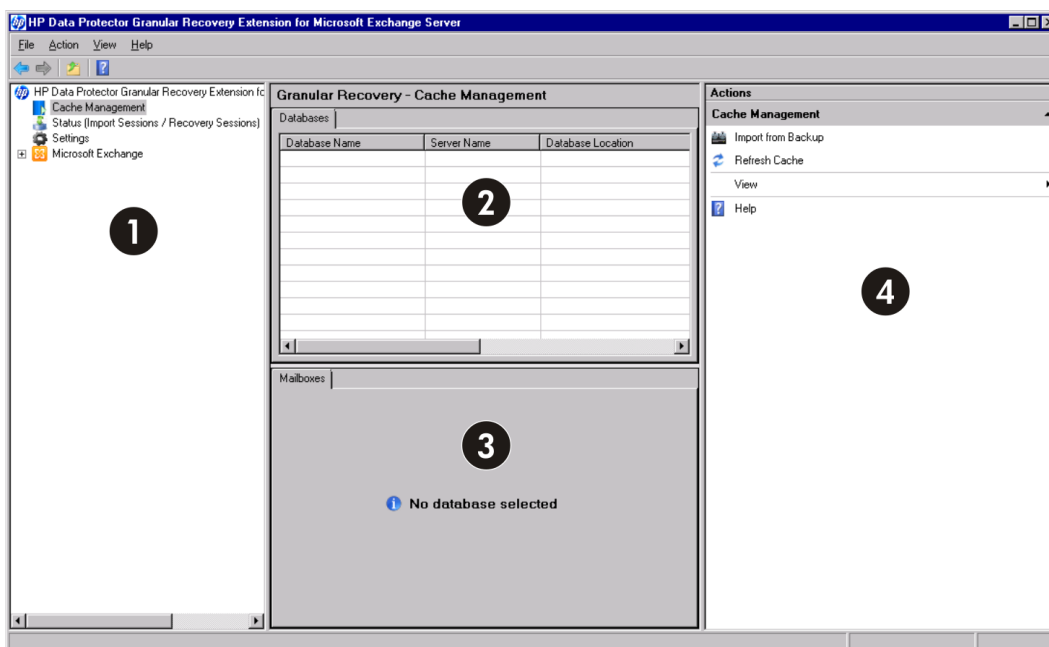 HP Data Protector Granular Recovery Extension for Microsoft Exchange Server
File Action View Help
HP Data Protector Granular Recovery Extension fo
Cache Management
Status (Import Sessions / Recovery Sessions)
Settings
Microsoft Exchange
1
Granular Recovery - Cache Management
Databases
Database Name Server Name Database Location
2
Mailboxes
3
No database selected
Actions
Cache Management
Import from Backup
Refresh Cache
View
Help
4